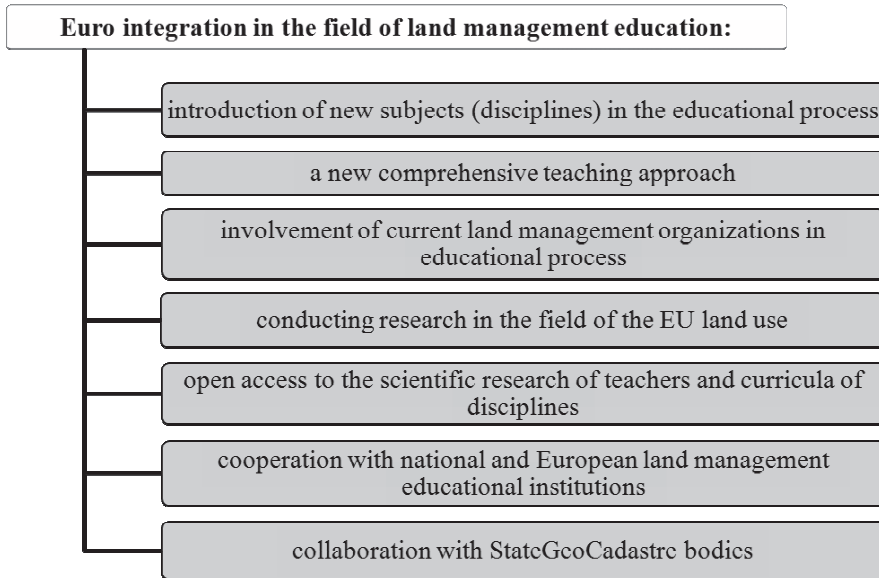 Euro integration in the field of land management education:
introduction of new subjects (disciplines) in the educational process
a new comprehensive teaching approach
involvement of current land management organizations in
educational process
conducting research in the field of the EU land use
open access to the scientific research of teachers and curricula of
disciplines
cooperation with national and European land management
educational institutions
collaboration with StateGeoCadastre bodies